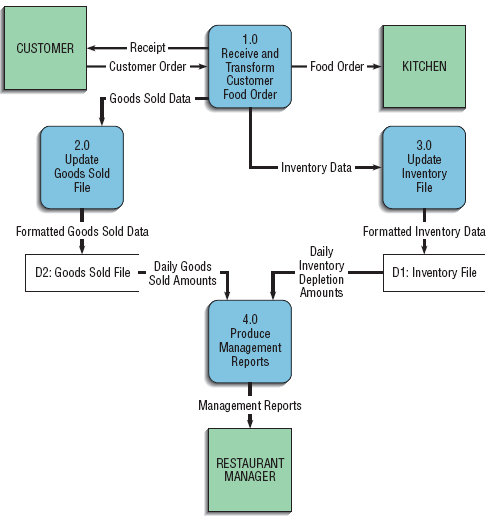 CUSTOMER
Receipt
Customer Order
1.0
Receive and
Transform
Customer
Food Order
Food Order
KITCHEN
Goods Sold Data
2.0
Update
Goods Sold
File
Inventory Data
3.0
Update
Inventory
File
Formatted Goods Sold Data
Formatted Inventory Data
D2: Goods Sold File
Daily Goods
Sold Amounts
Daily
Inventory
Depletion
Amounts
D1: Inventory File
4.0
Produce
Management
Reports
Management Reports
RESTAURANT
MANAGER